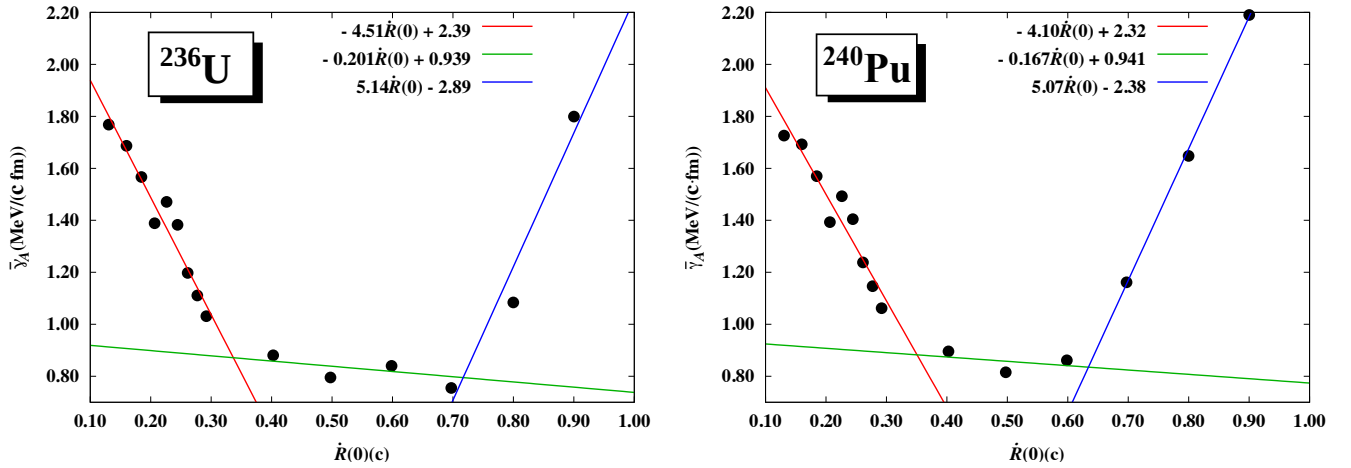 ²³⁶U
- 4.51Ṙ(0) + 2.39
- 0.201Ṙ(0) + 0.939
5.14Ṙ(0) - 2.89
γ̄_A(MeV/(c·fm))
2.20
2.00
1.80
1.60
1.40
1.20
1.00
0.80
0.10 0.20 0.30 0.40 0.50 0.60 0.70 0.80 0.90 1.00
Ṙ(0)(c)
²⁴⁰Pu
- 4.10Ṙ(0) + 2.32
- 0.167Ṙ(0) + 0.941
5.07Ṙ(0) - 2.38
γ̄_A(MeV/(c·fm))
2.20
2.00
1.80
1.60
1.40
1.20
1.00
0.80
0.10 0.20 0.30 0.40 0.50 0.60 0.70 0.80 0.90 1.00
Ṙ(0)(c)